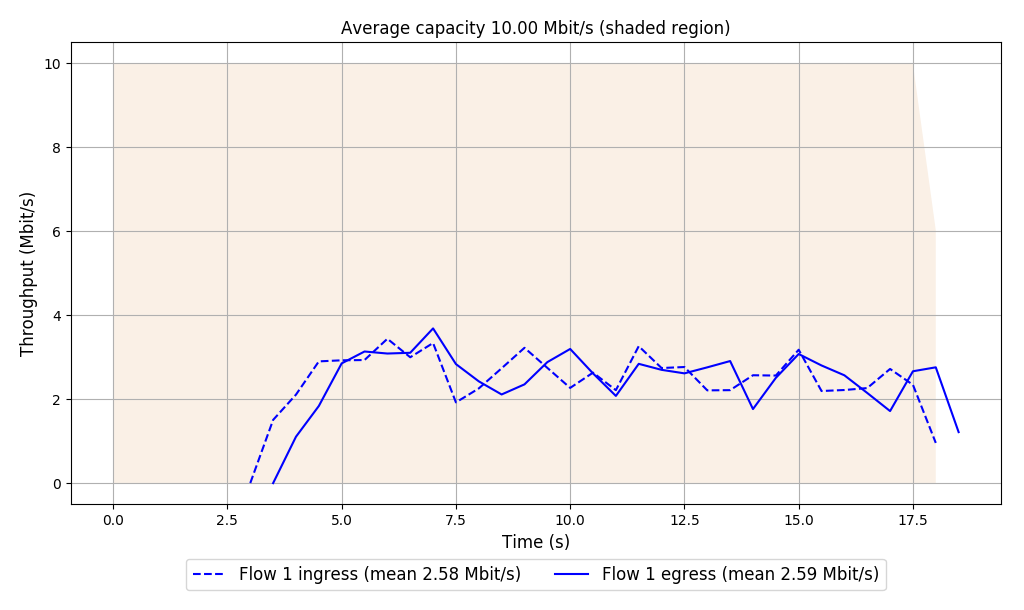 Average capacity 10.00 Mbit/s (shaded region)
10
8
6
4
2
0
Throughput (Mbit/s)
0.0 2.5 5.0 7.5 10.0 12.5 15.0 17.5
Time (s)
Flow 1 ingress (mean 2.58 Mbit/s) Flow 1 egress (mean 2.59 Mbit/s)